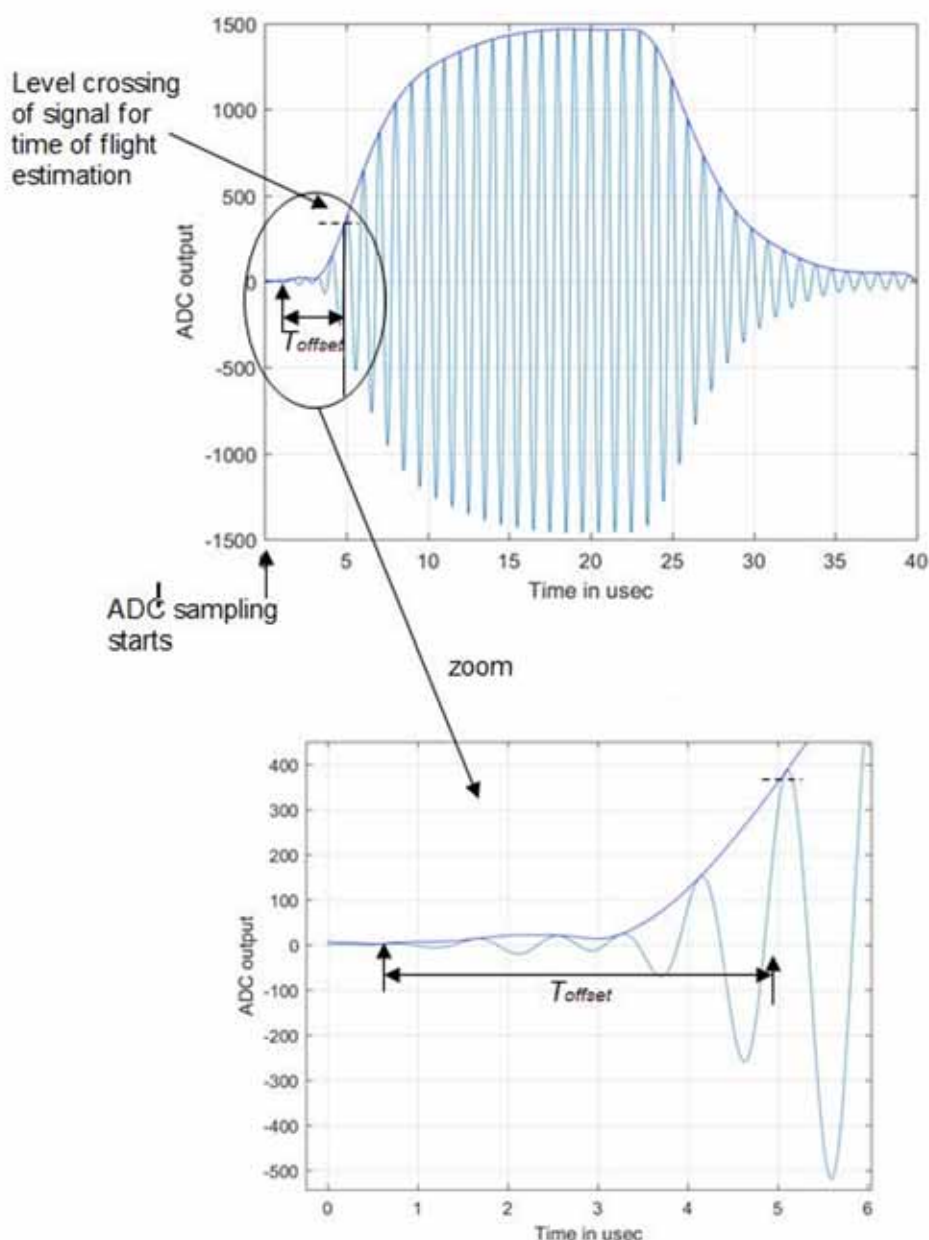 1500
Level crossing
of signal for
time of flight
estimation
1000
500
0
-500
-1000
-1500
ADC output
Toffset
5
10
15
20
25
30
35
40
Time in usec
ADC sampling
starts
zoom
400
300
200
100
0
-100
-200
-300
-400
-500
ADC output
Toffset
0
1
2
3
4
5
6
Time in usec